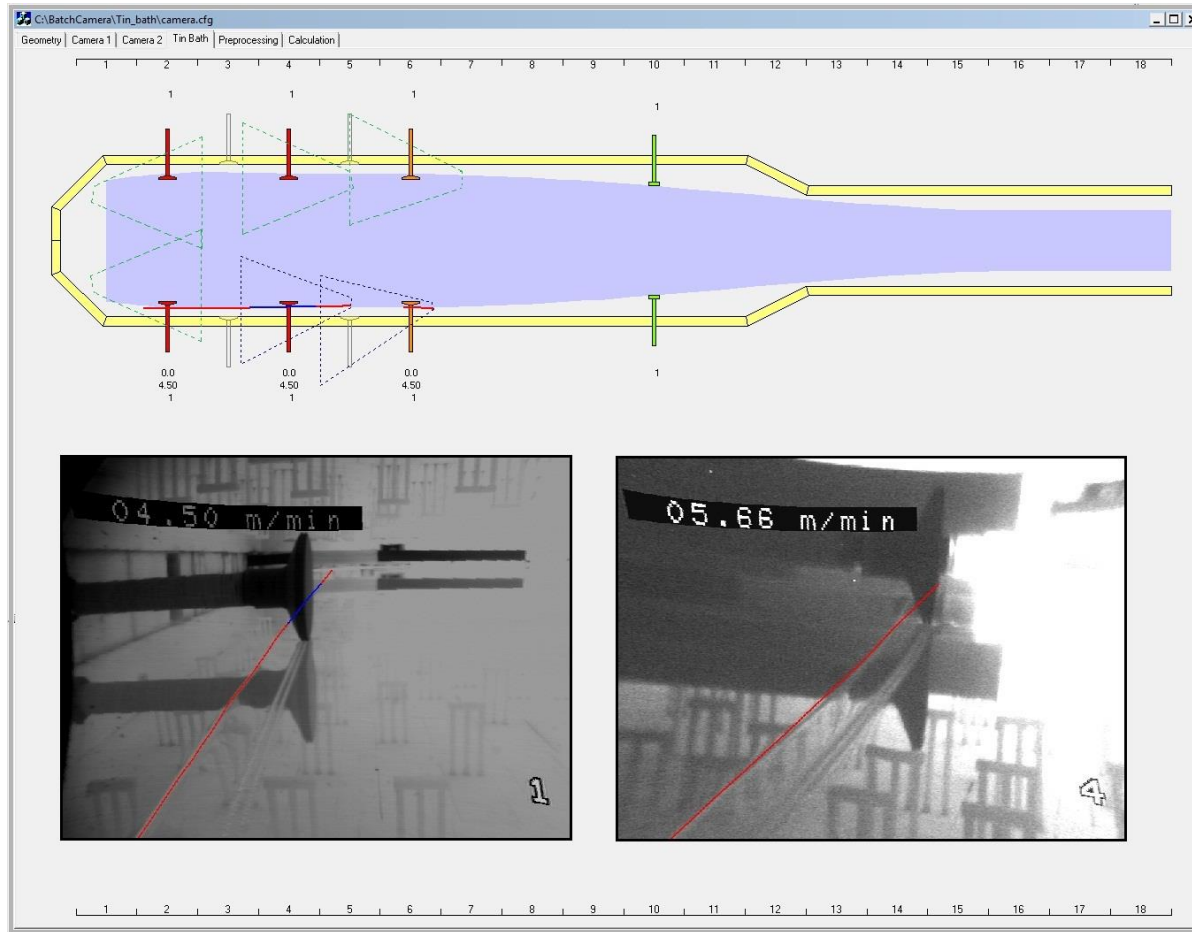 C:\BatchCamera\Tin_bath\camera.cfg
Geometry Camera 1 Camera 2 Tin Bath Preprocessing Calculation
1 2 3 4 5 6 7 8 9 10 11 12 13 14 15 16 17 18
1 1 1 1
0.0 0.0 0.0 1
4.50 4.50 4.50
1 1 1
04.50 m/min
05.66 m/min
1
4
1 2 3 4 5 6 7 8 9 10 11 12 13 14 15 16 17 18